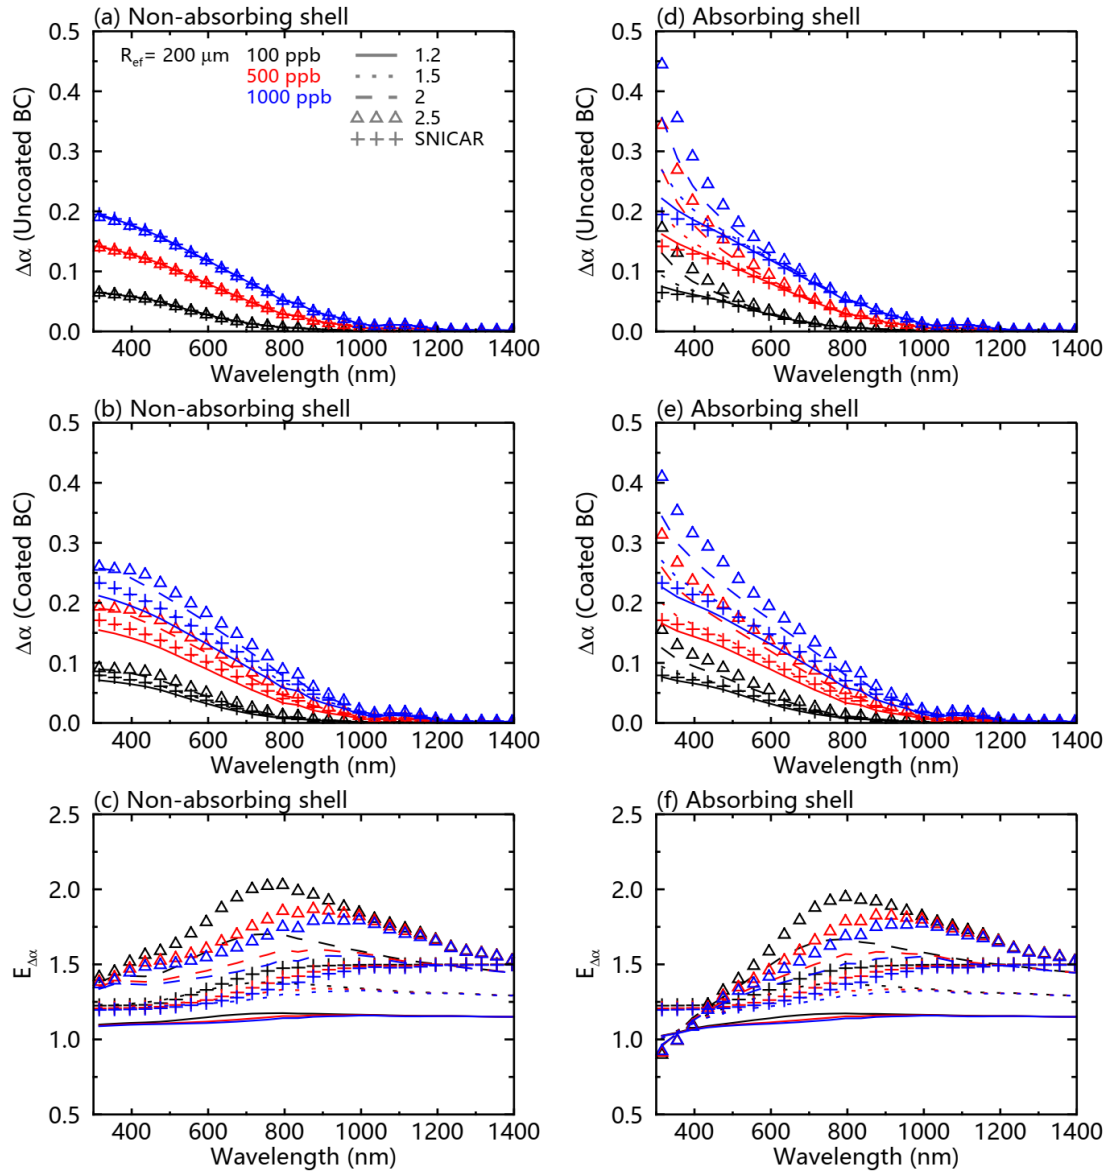 (a) Non-absorbing shell
R_ef = 200 μm
100 ppb
500 ppb
1000 ppb
1.2
1.5
2
2.5
SNICAR
Δα (Uncoated BC)
0.5
0.4
0.3
0.2
0.1
0.0
400 600 800 1000 1200 1400
Wavelength (nm)
(d) Absorbing shell
Δα (Uncoated BC)
0.5
0.4
0.3
0.2
0.1
0.0
400 600 800 1000 1200 1400
Wavelength (nm)
(b) Non-absorbing shell
Δα (Coated BC)
0.5
0.4
0.3
0.2
0.1
0.0
400 600 800 1000 1200 1400
Wavelength (nm)
(e) Absorbing shell
Δα (Coated BC)
0.5
0.4
0.3
0.2
0.1
0.0
400 600 800 1000 1200 1400
Wavelength (nm)
(c) Non-absorbing shell
E_Δα
2.5
2.0
1.5
1.0
0.5
400 600 800 1000 1200 1400
Wavelength (nm)
(f) Absorbing shell
E_Δα
2.5
2.0
1.5
1.0
0.5
400 600 800 1000 1200 1400
Wavelength (nm)